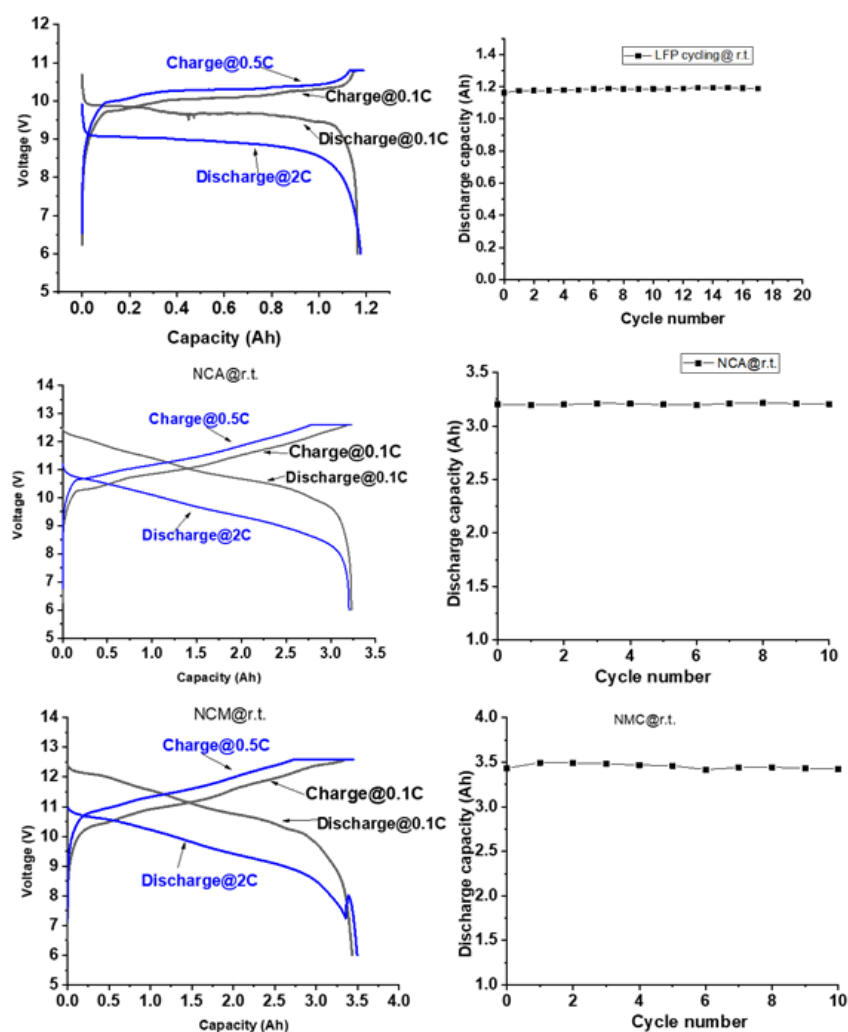 12
11
10
9
8
7
6
5
Voltage (V)
Charge@0.5C
Charge@0.1C
Discharge@0.1C
Discharge@2C
0.0 0.2 0.4 0.6 0.8 1.0 1.2
Capacity (Ah)
1.4
1.2
1.0
0.8
0.6
0.4
0.2
0.0
Discharge capacity (Ah)
LFP cycling@ r.t.
0 2 4 6 8 10 12 14 16 18 20
Cycle number
NCA@r.t.
14
13
12
11
10
9
8
7
6
5
Voltage (V)
Charge@0.5C
Charge@0.1C
Discharge@0.1C
Discharge@2C
0.0 0.5 1.0 1.5 2.0 2.5 3.0 3.5
Capacity (Ah)
3.5
3.0
2.5
2.0
1.5
1.0
Discharge capacity (Ah)
NCA@r.t.
0 2 4 6 8 10
Cycle number
NCM@r.t.
14
13
12
11
10
9
8
7
6
5
Voltage (V)
Charge@0.5C
Charge@0.1C
Discharge@0.1C
Discharge@2C
0.0 0.5 1.0 1.5 2.0 2.5 3.0 3.5 4.0
Capacity (Ah)
4.0
3.5
3.0
2.5
2.0
1.5
1.0
Discharge capacity (Ah)
NMC@r.t.
0 2 4 6 8 10
Cycle number